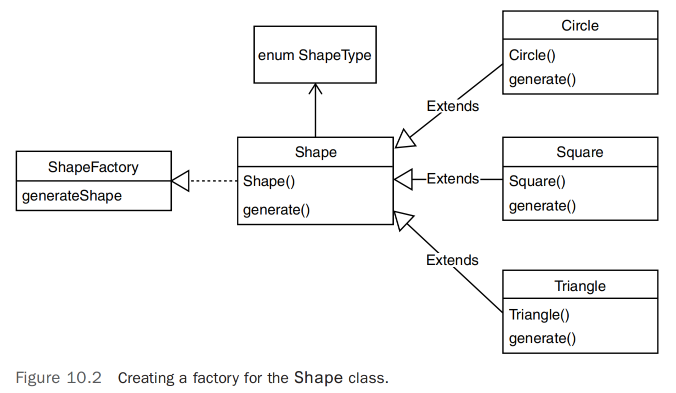 Circle
Circle()
generate()
enum ShapeType
Extends
Shape
Shape()
generate()
ShapeFactory
generateShape
Square
Square()
generate()
Extends
Extends
Triangle
Triangle()
generate()
Figure 10.2 Creating a factory for the Shape class.